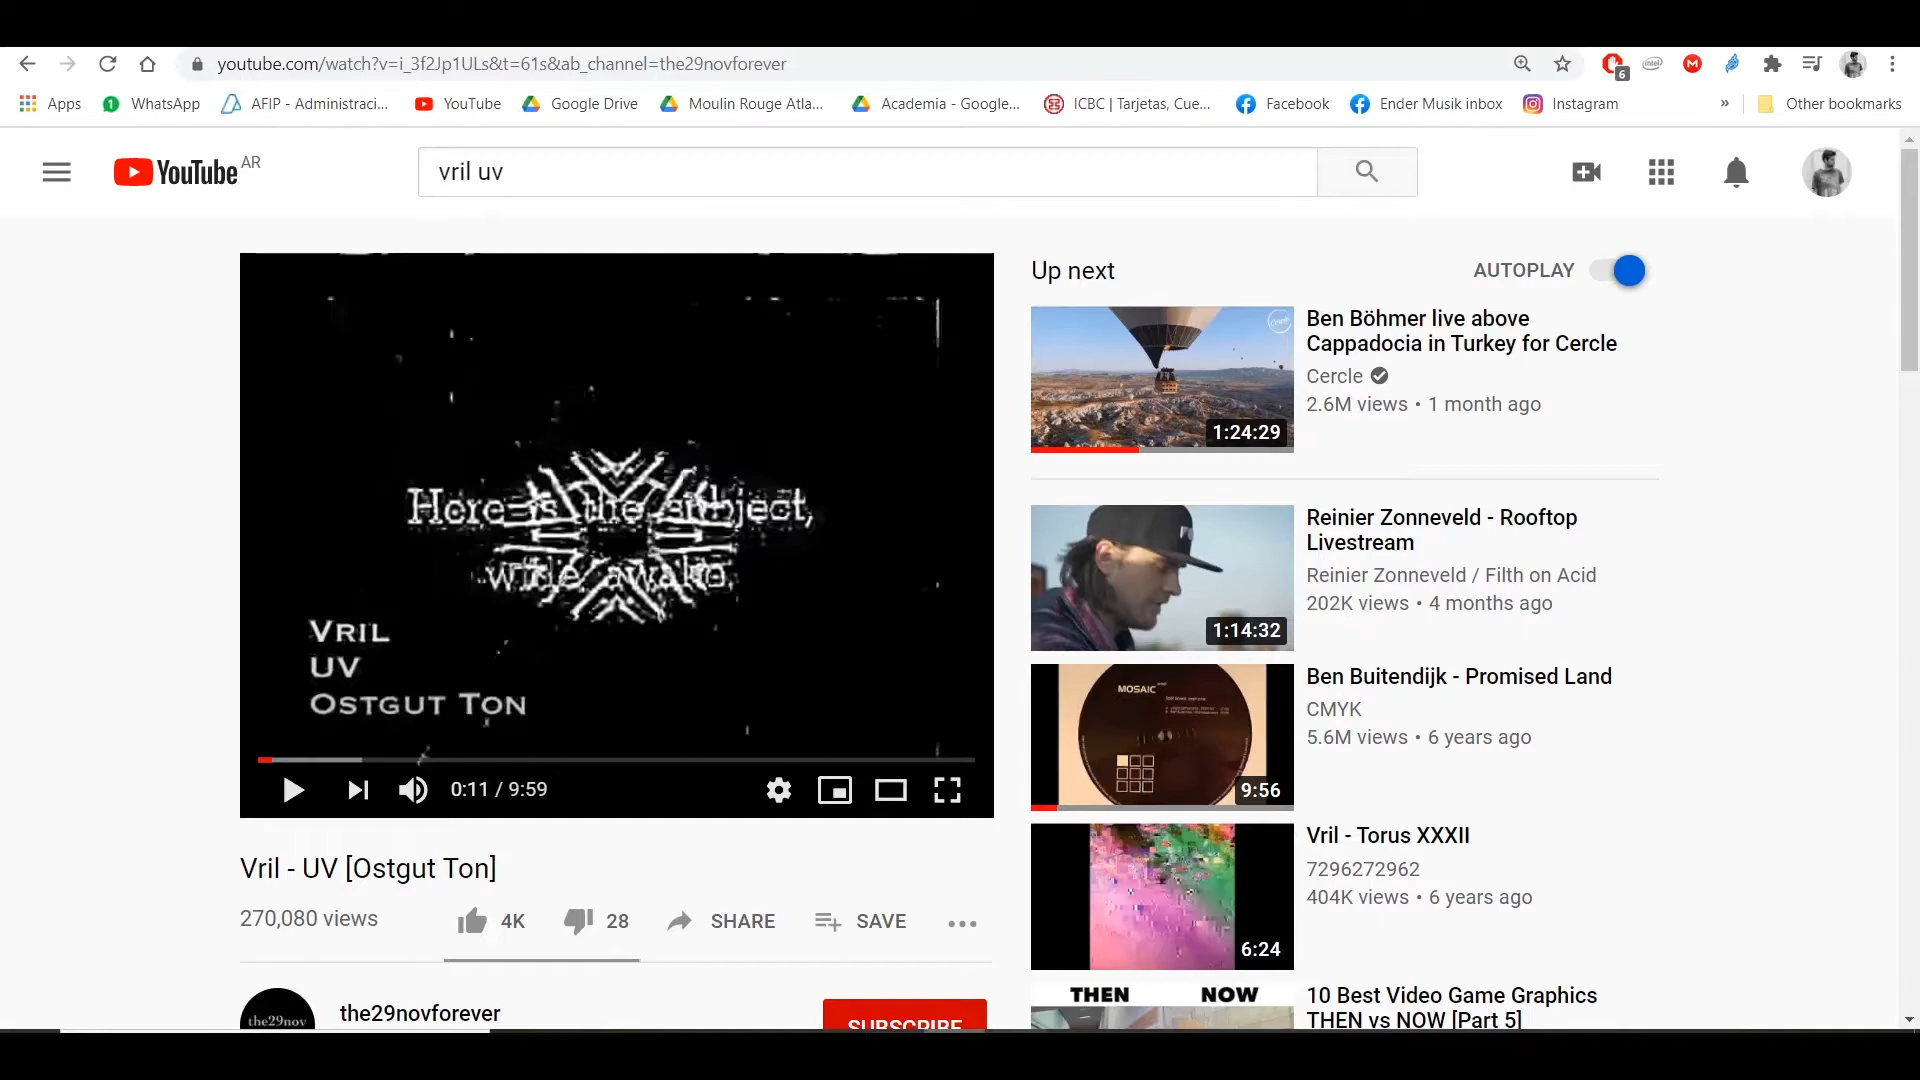 youtube.com/watch?v=i_3f2Jp1ULs&t=61s&ab_channel=the29novforever
6
intel
M
Apps
WhatsApp
AFIP - Administraci...
YouTube
Google Drive
Moulin Rouge Atla...
Academia - Google...
ICBC | Tarjetas, Cue...
Facebook
Ender Musik inbox
Instagram
»
Other bookmarks
YouTube AR
vril uv
Here is the subject,
wide awake.
VRIL
UV
OSTGUT TON
0:11 / 9:59
Vril - UV [Ostgut Ton]
270,080 views
4K
28
SHARE
SAVE
the29nov
the29novforever
SUBSCRIBE
Up next
AUTOPLAY
Cercle
1:24:29
Ben Böhmer live above
Cappadocia in Turkey for Cercle
Cercle
2.6M views • 1 month ago
1:14:32
Reinier Zonneveld - Rooftop
Livestream
Reinier Zonneveld / Filth on Acid
202K views • 4 months ago
MOSAIC
9:56
Ben Buitendijk - Promised Land
CMYK
5.6M views • 6 years ago
6:24
Vril - Torus XXXII
7296272962
404K views • 6 years ago
THEN NOW
10 Best Video Game Graphics
THEN vs NOW [Part 5]